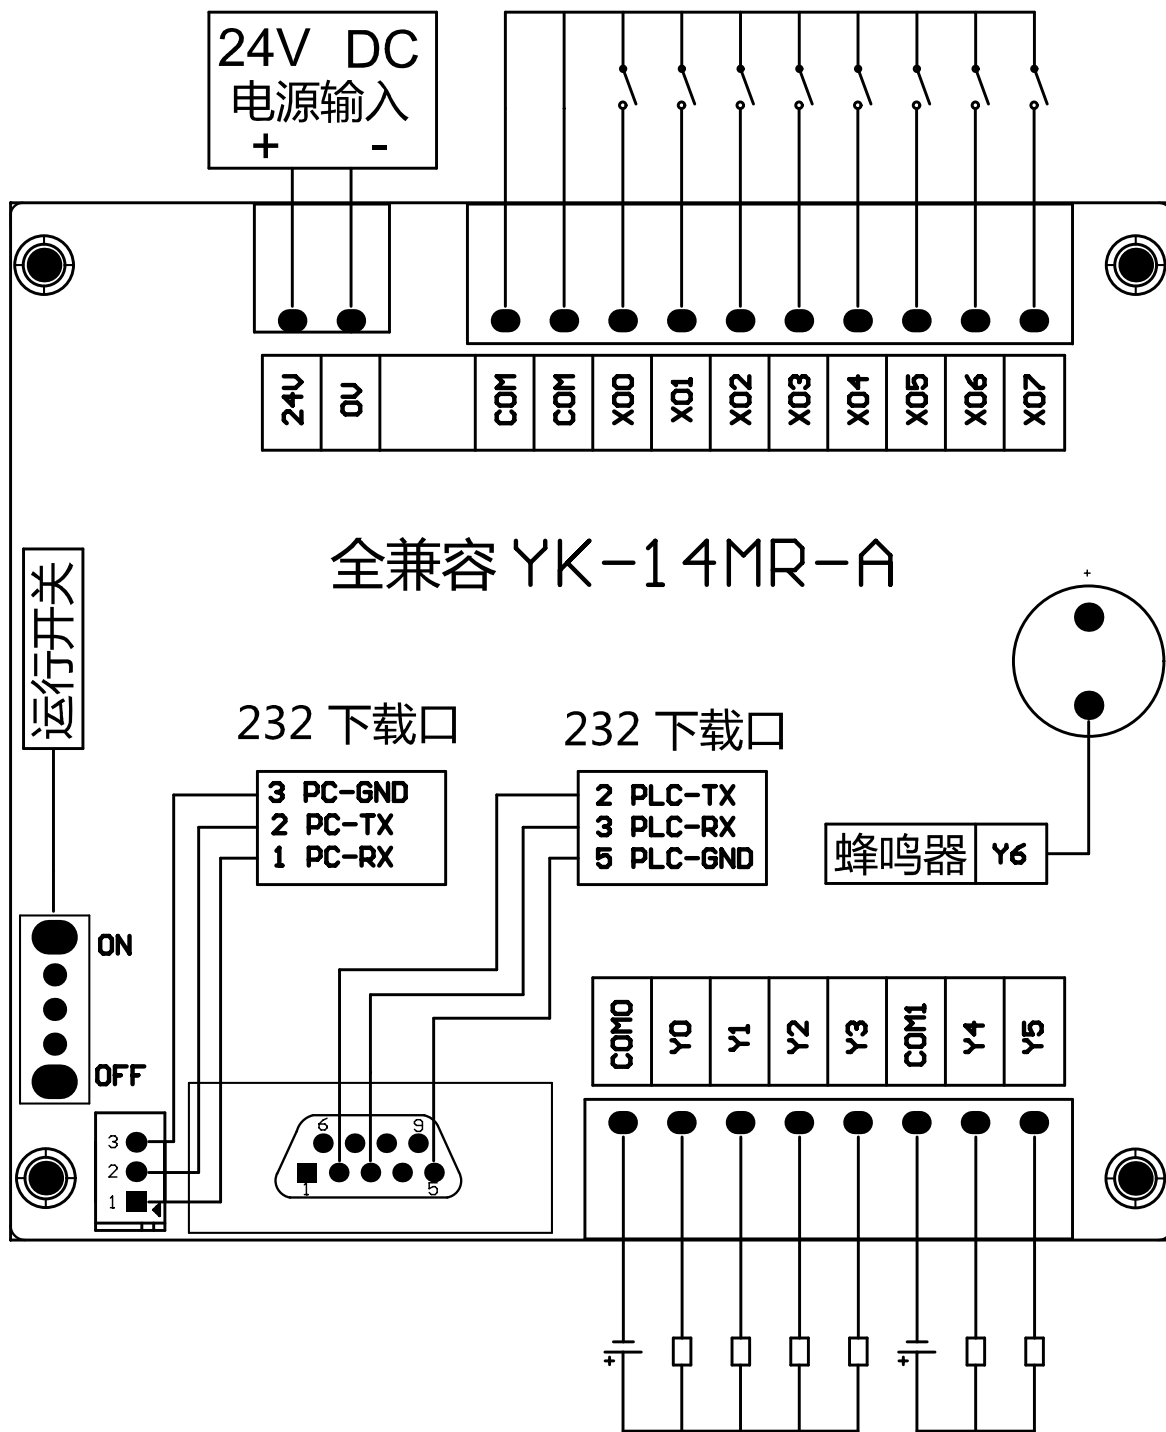 24V DC
电源输入
+ -
24V 0V COM COM X00 X01 X02 X03 X04 X05 X06 X07
全兼容 YK-14MR-A
运行开关
+
232 下载口
3 PC-GND
2 PC-TX
1 PC-RX
232 下载口
2 PLC-TX
3 PLC-RX
5 PLC-GND
蜂鸣器 Y6
ON
OFF
COM0 Y0 Y1 Y2 Y3 COM1 Y4 Y5
3
2
1
6 9
1 5
+ +